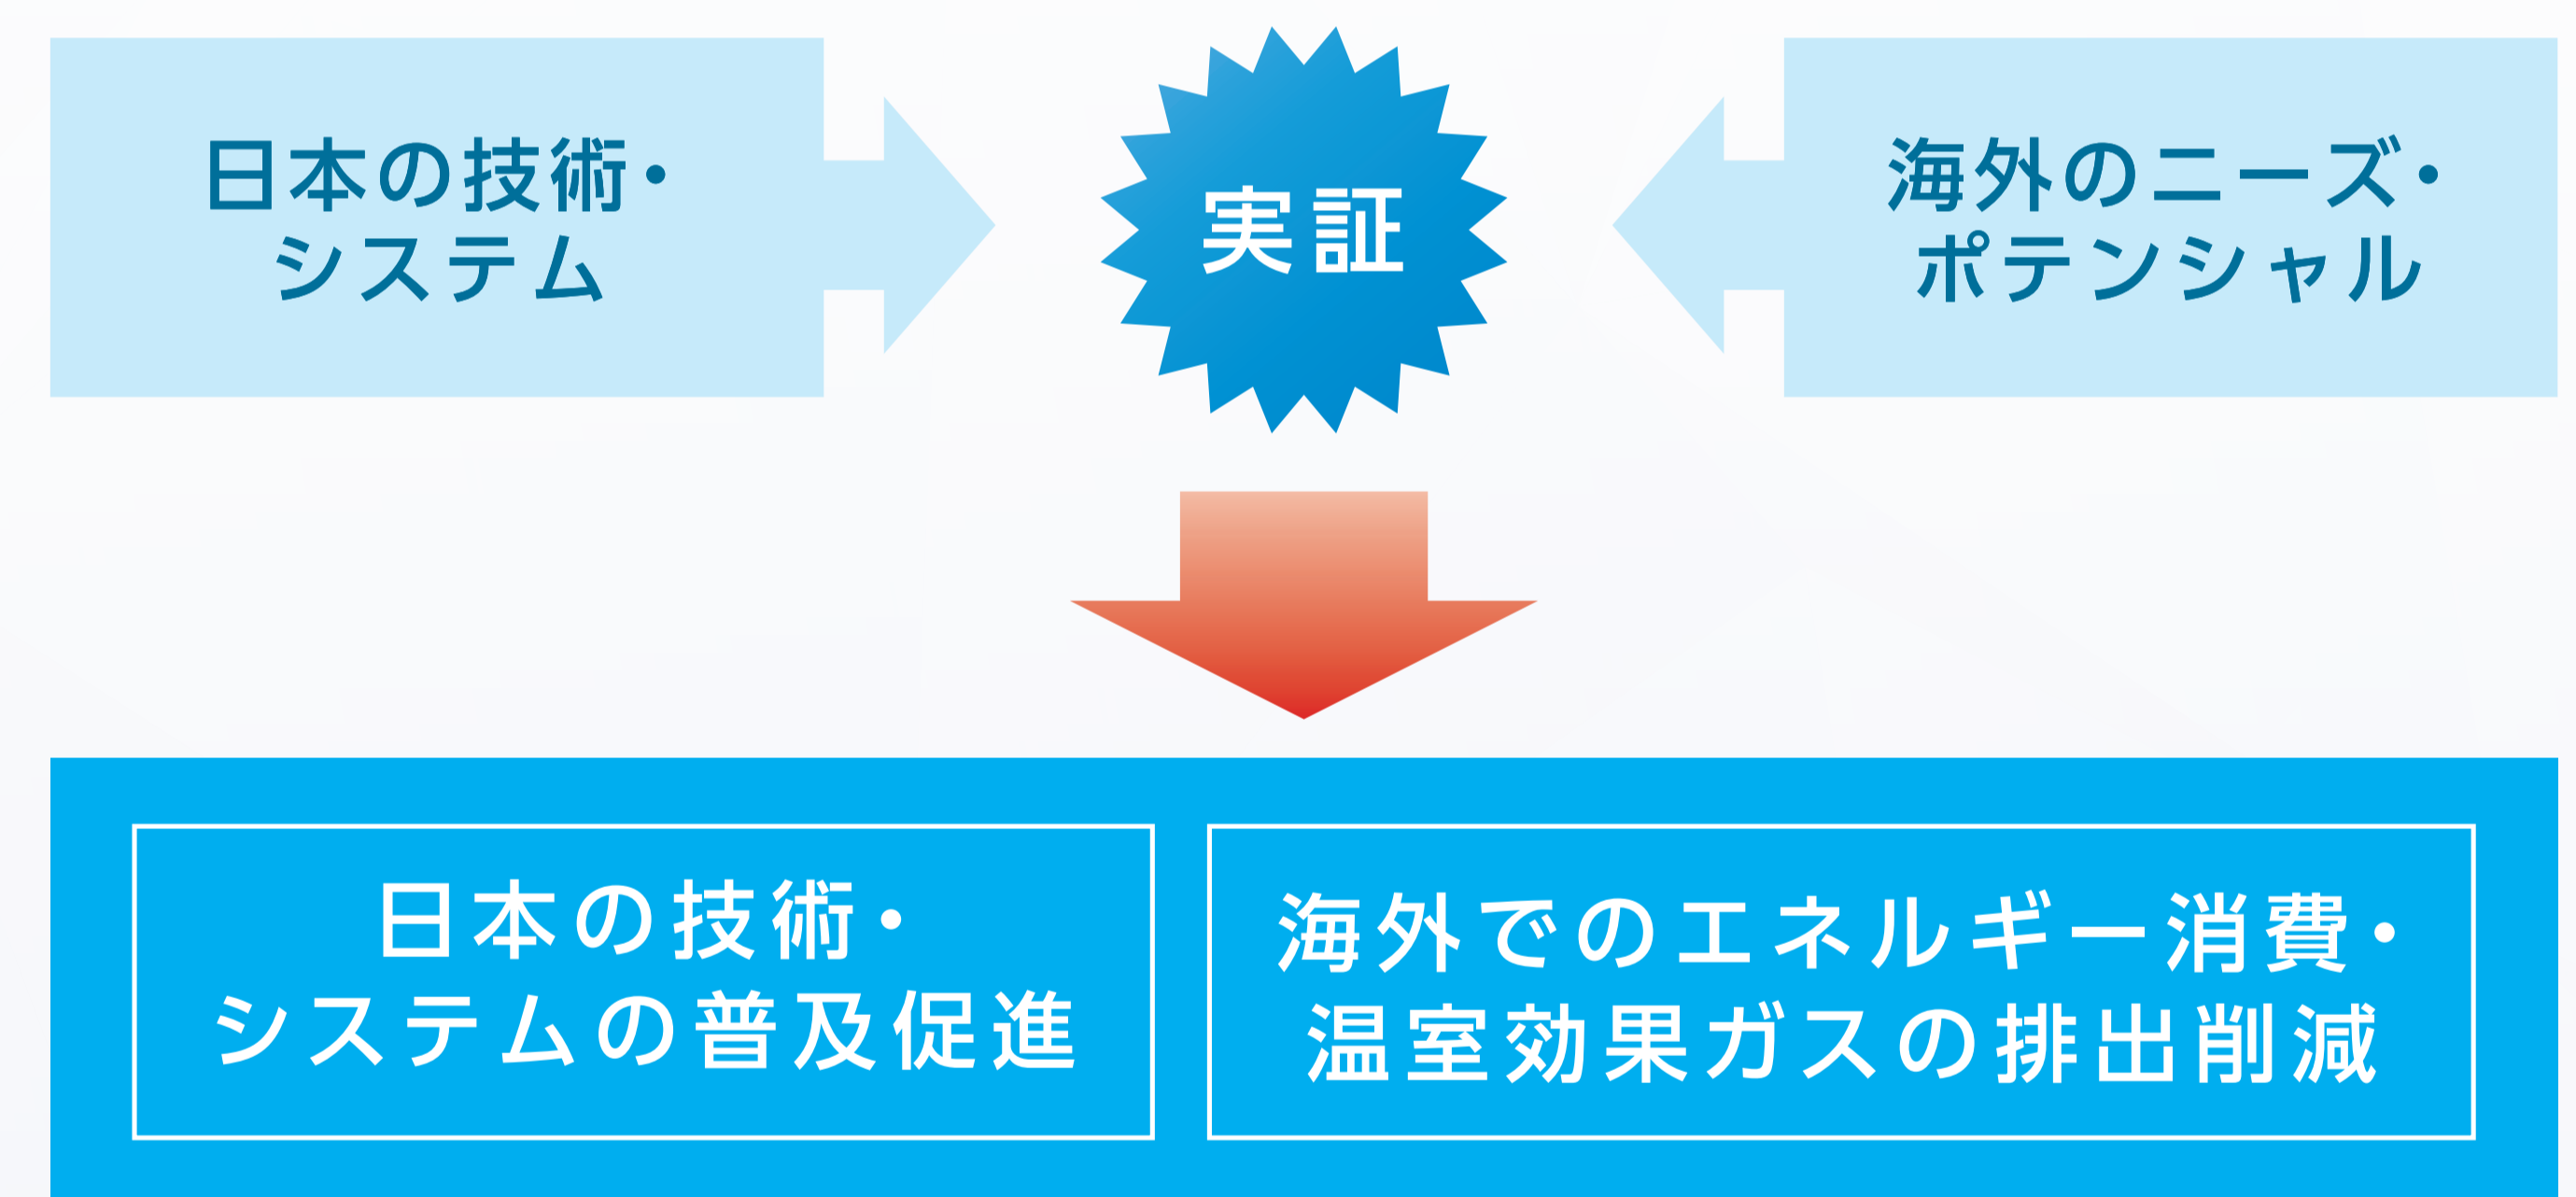 日本の技術・
システム
実証
海外のニーズ・
ポテンシャル
日本の技術・
システムの普及促進
海外でのエネルギー消費・
温室効果ガスの排出削減